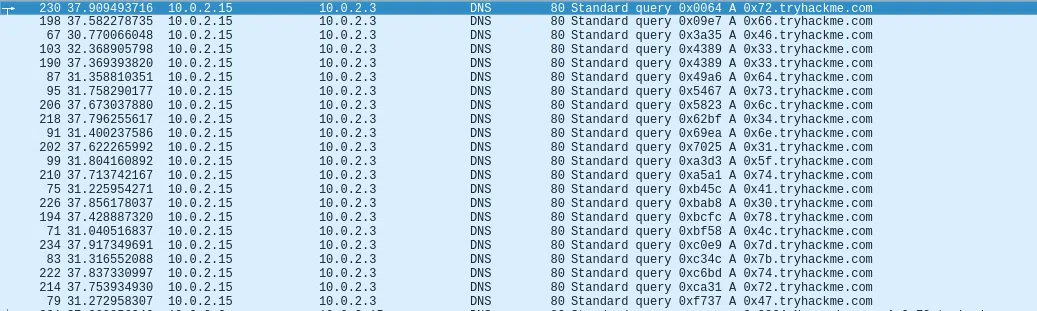 230 37.909493716 10.0.2.15 10.0.2.3 DNS 80 Standard query 0x0064 A 0x72.tryhackme.com
198 37.582278735 10.0.2.15 10.0.2.3 DNS 80 Standard query 0x09e7 A 0x66.tryhackme.com
67 30.770066048 10.0.2.15 10.0.2.3 DNS 80 Standard query 0x3a35 A 0x46.tryhackme.com
103 32.368905798 10.0.2.15 10.0.2.3 DNS 80 Standard query 0x4389 A 0x33.tryhackme.com
190 37.369393820 10.0.2.15 10.0.2.3 DNS 80 Standard query 0x4389 A 0x33.tryhackme.com
87 31.358810351 10.0.2.15 10.0.2.3 DNS 80 Standard query 0x49a6 A 0x64.tryhackme.com
95 31.758290177 10.0.2.15 10.0.2.3 DNS 80 Standard query 0x5467 A 0x73.tryhackme.com
206 37.673037880 10.0.2.15 10.0.2.3 DNS 80 Standard query 0x5823 A 0x6c.tryhackme.com
218 37.796255617 10.0.2.15 10.0.2.3 DNS 80 Standard query 0x62bf A 0x34.tryhackme.com
91 31.400237586 10.0.2.15 10.0.2.3 DNS 80 Standard query 0x69ea A 0x6e.tryhackme.com
202 37.622265992 10.0.2.15 10.0.2.3 DNS 80 Standard query 0x7025 A 0x31.tryhackme.com
99 31.804160892 10.0.2.15 10.0.2.3 DNS 80 Standard query 0xa3d3 A 0x5f.tryhackme.com
210 37.713742167 10.0.2.15 10.0.2.3 DNS 80 Standard query 0xa5a1 A 0x74.tryhackme.com
75 31.225954271 10.0.2.15 10.0.2.3 DNS 80 Standard query 0xb45c A 0x41.tryhackme.com
226 37.856178037 10.0.2.15 10.0.2.3 DNS 80 Standard query 0xbab8 A 0x30.tryhackme.com
194 37.428887320 10.0.2.15 10.0.2.3 DNS 80 Standard query 0xbcfc A 0x78.tryhackme.com
71 31.040516837 10.0.2.15 10.0.2.3 DNS 80 Standard query 0xbf58 A 0x4c.tryhackme.com
234 37.917349691 10.0.2.15 10.0.2.3 DNS 80 Standard query 0xc0e9 A 0x7d.tryhackme.com
83 31.316552088 10.0.2.15 10.0.2.3 DNS 80 Standard query 0xc34c A 0x7b.tryhackme.com
222 37.837330997 10.0.2.15 10.0.2.3 DNS 80 Standard query 0xc6bd A 0x74.tryhackme.com
214 37.753934930 10.0.2.15 10.0.2.3 DNS 80 Standard query 0xca31 A 0x72.tryhackme.com
79 31.272958307 10.0.2.15 10.0.2.3 DNS 80 Standard query 0xf737 A 0x47.tryhackme.com